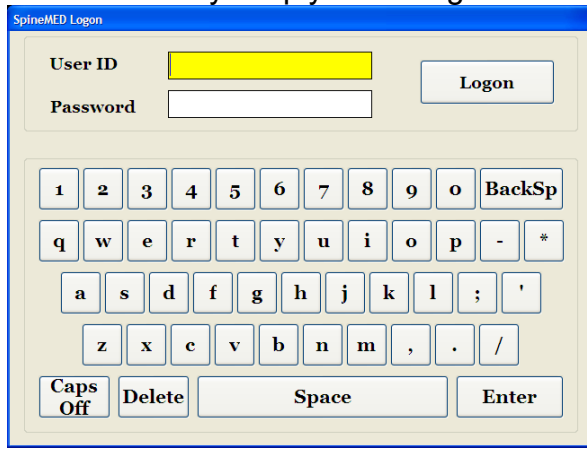 SpineMED Logon
User ID
Password
Logon
1 2 3 4 5 6 7 8 9 0 BackSp
q w e r t y u i o p - *
a s d f g h j k l ; '
z x c v b n m , . /
Caps
Off
Delete Space Enter